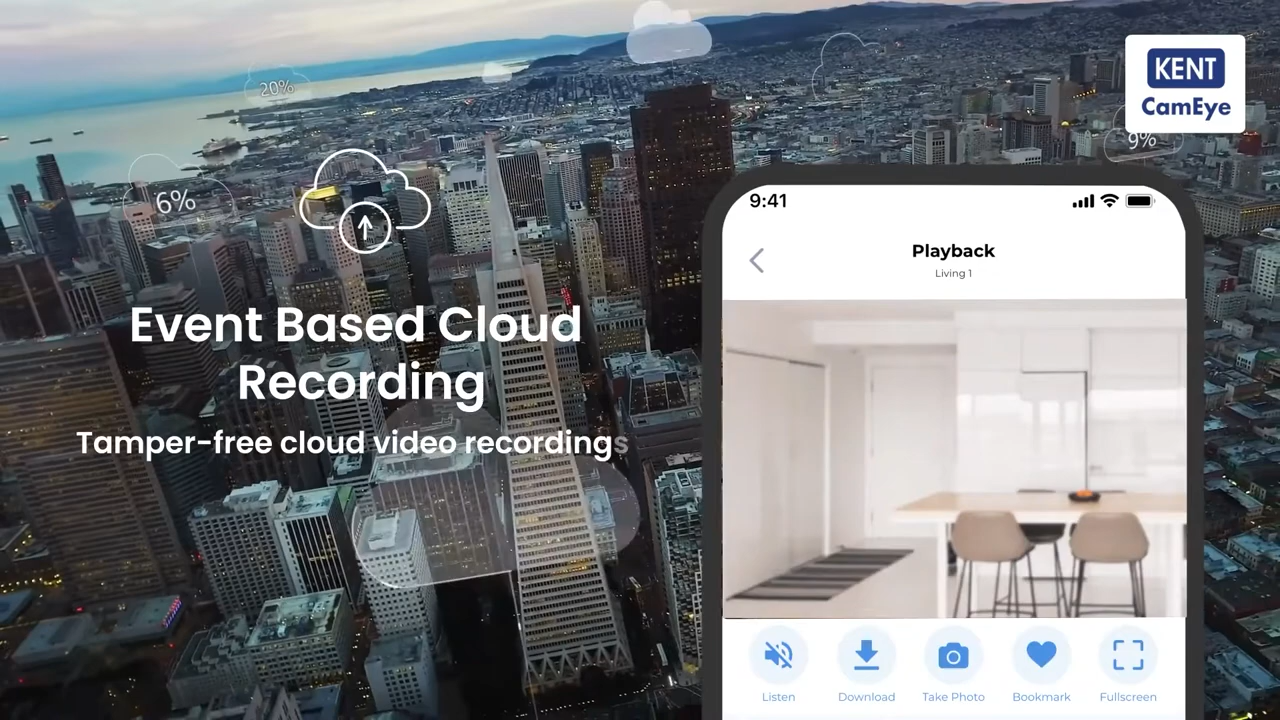 KENT
CamEye
20%
6%
9%
Event Based Cloud
Recording
Tamper-free cloud video recordings
9:41
Playback
Living 1
Listen
Download
Take Photo
Bookmark
Fullscreen